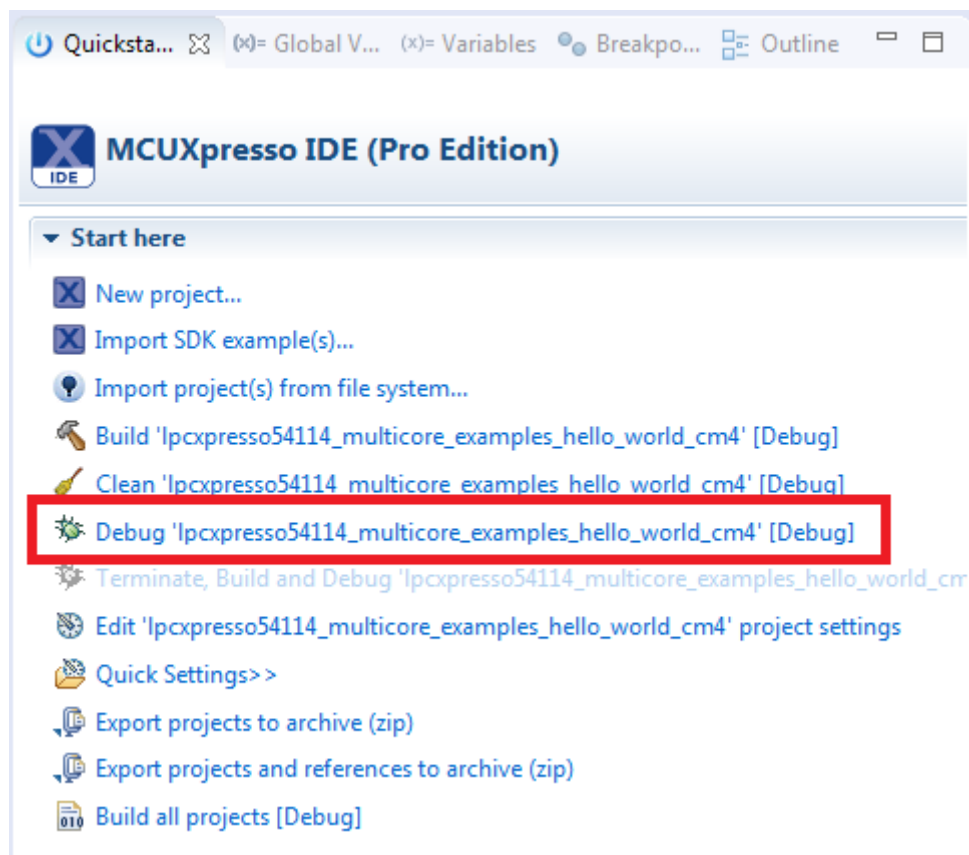 Quicksta... (x)= Global V... (x)= Variables Breakpo... Outline
MCUXpresso IDE (Pro Edition)
IDE
Start here
New project...
Import SDK example(s)...
Import project(s) from file system...
Build 'lpcxpresso54114_multicore_examples_hello_world_cm4' [Debug]
Clean 'lpcxpresso54114_multicore_examples_hello_world_cm4' [Debug]
Debug 'lpcxpresso54114_multicore_examples_hello_world_cm4' [Debug]
Terminate, Build and Debug 'lpcxpresso54114_multicore_examples_hello_world_cm
Edit 'lpcxpresso54114_multicore_examples_hello_world_cm4' project settings
Quick Settings>>
Export projects to archive (zip)
Export projects and references to archive (zip)
010 Build all projects [Debug]